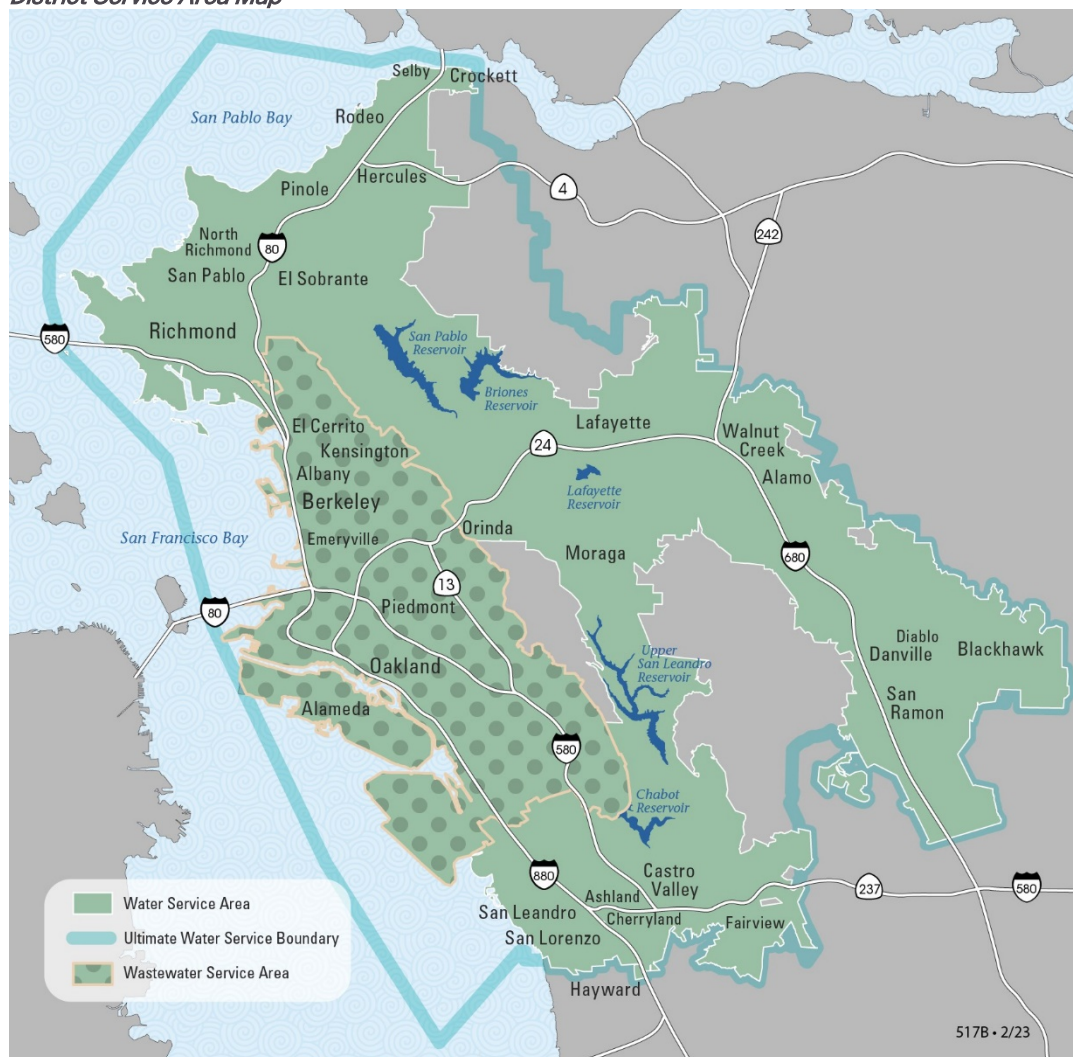 District Service Area Map
Selby
Crockett
San Pablo Bay
Rodeo
Hercules
4
Pinole
North
Richmond
80
242
San Pablo
El Sobrante
Richmond
580
San Pablo
Reservoir
Briones
Reservoir
El Cerrito
Kensington
Lafayette
24
Walnut
Creek
Albany
Alamo
Berkeley
Lafayette
Reservoir
Emeryville
Orinda
San Francisco Bay
Moraga
680
13
80
Piedmont
Diablo
Danville
Blackhawk
Oakland
Upper
San Leandro
Reservoir
San
Ramon
Alameda
580
Chabot
Reservoir
880
Castro
Valley
237
580
Ashland
Cherryland
San Leandro
Fairview
San Lorenzo
Hayward
Water Service Area
Ultimate Water Service Boundary
Wastewater Service Area
517B • 2/23